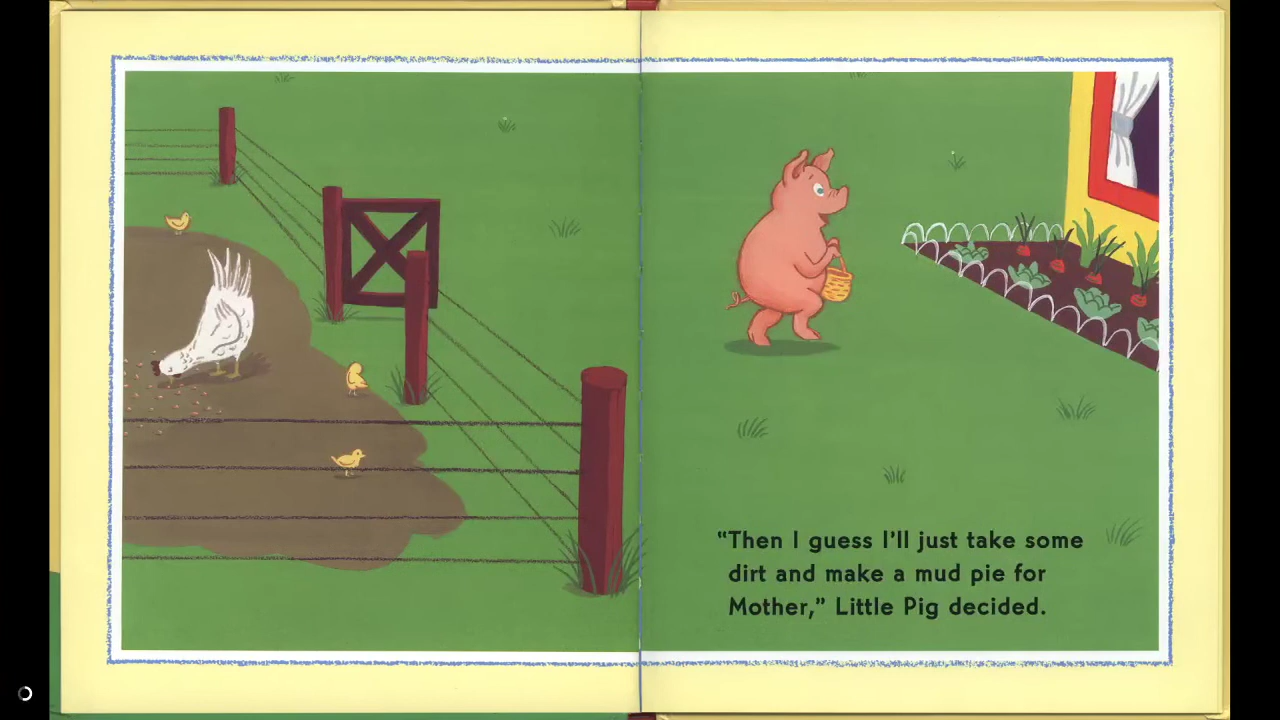 “Then I guess I’ll just take some
dirt and make a mud pie for
Mother,” Little Pig decided.